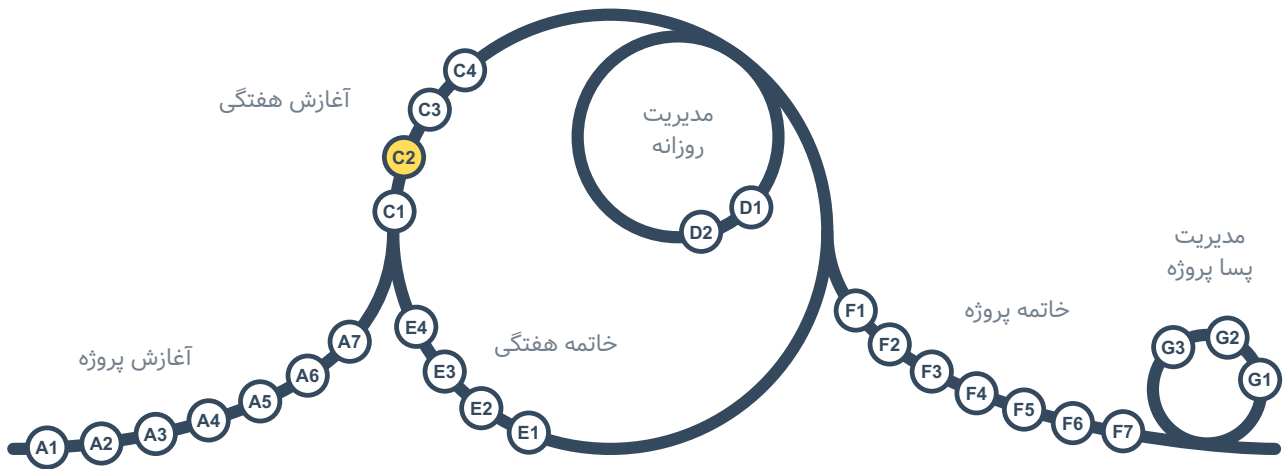 آغازش پروژه
A1
A2
A3
A4
A5
A6
A7
آغازش هفتگی
C1
C2
C3
C4
مدیریت
روزانه
D1
D2
خاتمه هفتگی
E1
E2
E3
E4
خاتمه پروژه
F1
F2
F3
F4
F5
F6
F7
مدیریت
پسا پروژه
G1
G2
G3